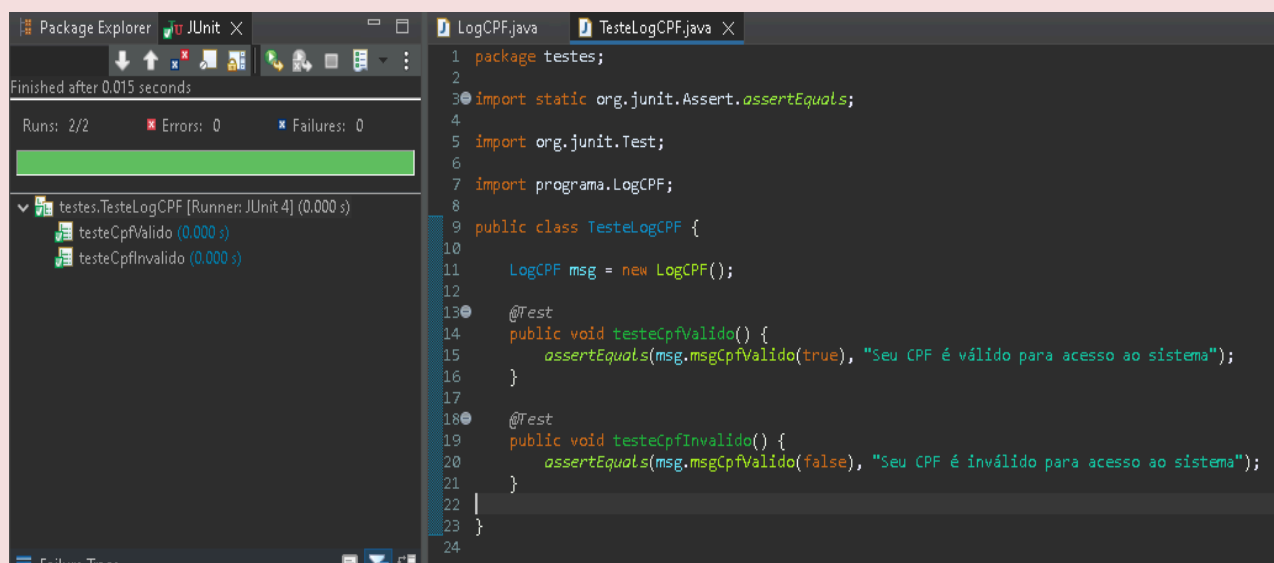 Package Explorer JUnit
Finished after 0.015 seconds
Runs: 2/2 Errors: 0 Failures: 0
testes.TesteLogCPF [Runner: JUnit 4] (0.000 s)
testeCpfValido (0.000 s)
testeCpfInvalido (0.000 s)
LogCPF.java TesteLogCPF.java
1 package testes;
2
3 import static org.junit.Assert.assertEquals;
4
5 import org.junit.Test;
6
7 import programa.LogCPF;
8
9 public class TesteLogCPF {
10
11 LogCPF msg = new LogCPF();
12
13 @Test
14 public void testeCpfValido() {
15 assertEquals(msg.msgCpfValido(true), "Seu CPF é válido para acesso ao sistema");
16 }
17
18 @Test
19 public void testeCpfInvalido() {
20 assertEquals(msg.msgCpfValido(false), "Seu CPF é inválido para acesso ao sistema");
21 }
22
23 }
24